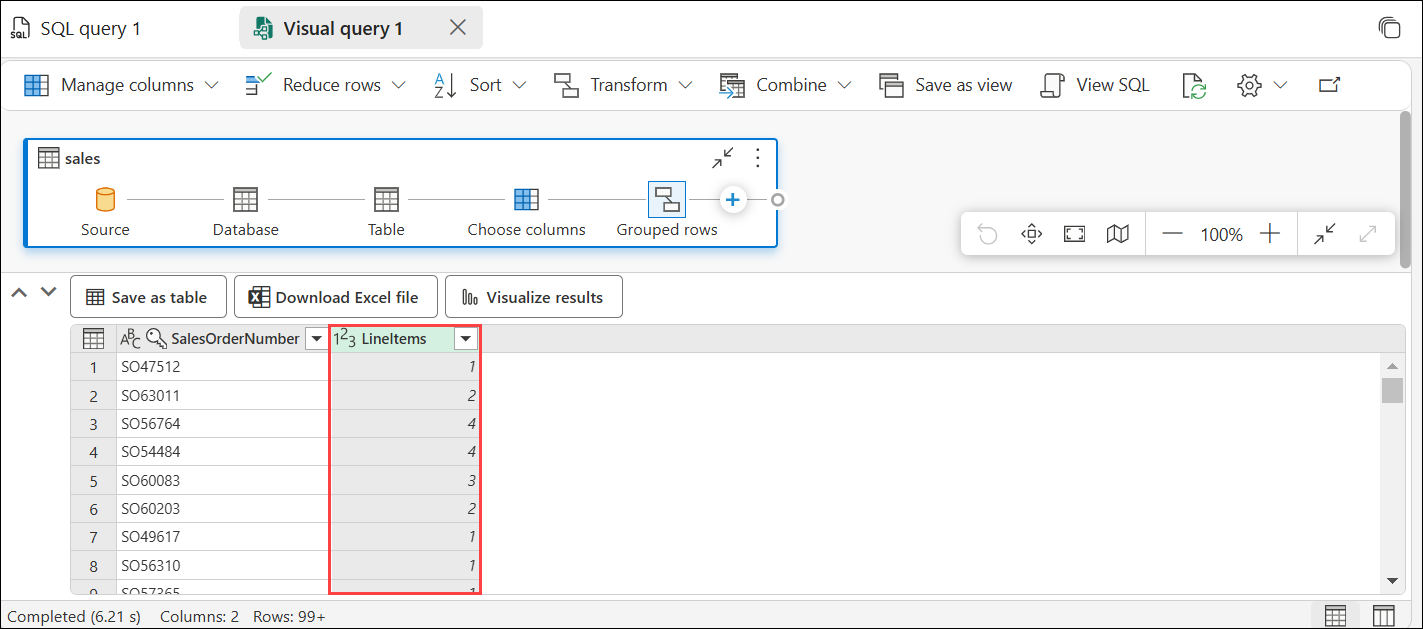 SQL query 1
Visual query 1
Manage columns
Reduce rows
Sort
Transform
Combine
Save as view
View SQL
sales
Source
Database
Table
Choose columns
Grouped rows
100%
Save as table
Download Excel file
Visualize results
SalesOrderNumber LineItems
1 SO47512 1
2 SO63011 2
3 SO56764 4
4 SO54484 4
5 SO60083 3
6 SO60203 2
7 SO49617 1
8 SO56310 1
9 SO57365 1
Completed (6.21 s) Columns: 2 Rows: 99+